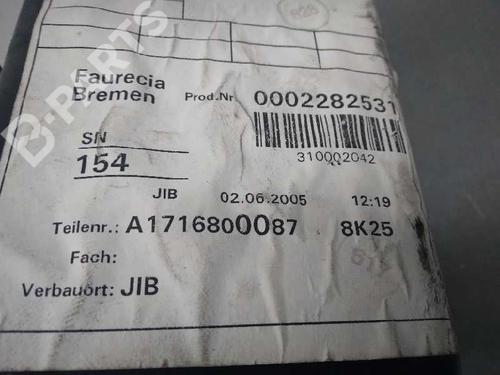 828
Faurecia
Bremen Prod.Nr 0002282531
310002042
SN
154
JIB 02.06.2005 12:19
Teilenr.: A1716800087 8K25
Fach:
Verbauort: JIB
B-PARTS